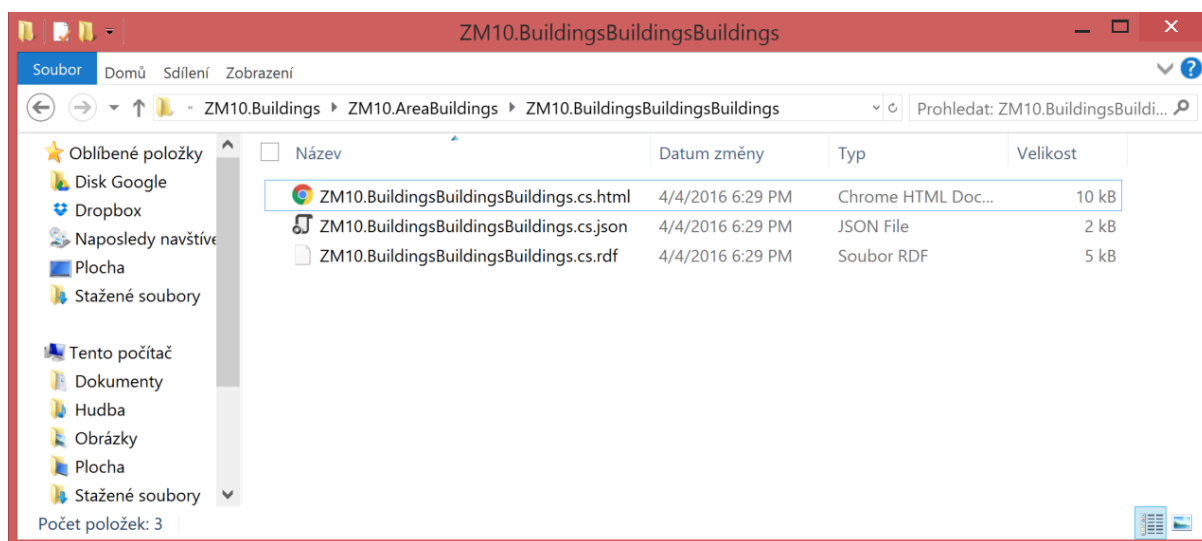 ZM10.BuildingsBuildingsBuildings
Soubor Domů Sdílení Zobrazení
ZM10.Buildings ZM10.AreaBuildings ZM10.BuildingsBuildingsBuildings Prohledat: ZM10.BuildingsBuildi...
Oblíbené položky
Disk Google
Dropbox
Naposledy navštíve
Plocha
Stažené soubory
Tento počítač
Dokumenty
Hudba
Obrázky
Plocha
Stažené soubory
Název Datum změny Typ Velikost
ZM10.BuildingsBuildingsBuildings.cs.html 4/4/2016 6:29 PM Chrome HTML Doc... 10 kB
ZM10.BuildingsBuildingsBuildings.cs.json 4/4/2016 6:29 PM JSON File 2 kB
ZM10.BuildingsBuildingsBuildings.cs.rdf 4/4/2016 6:29 PM Soubor RDF 5 kB
Počet položek: 3